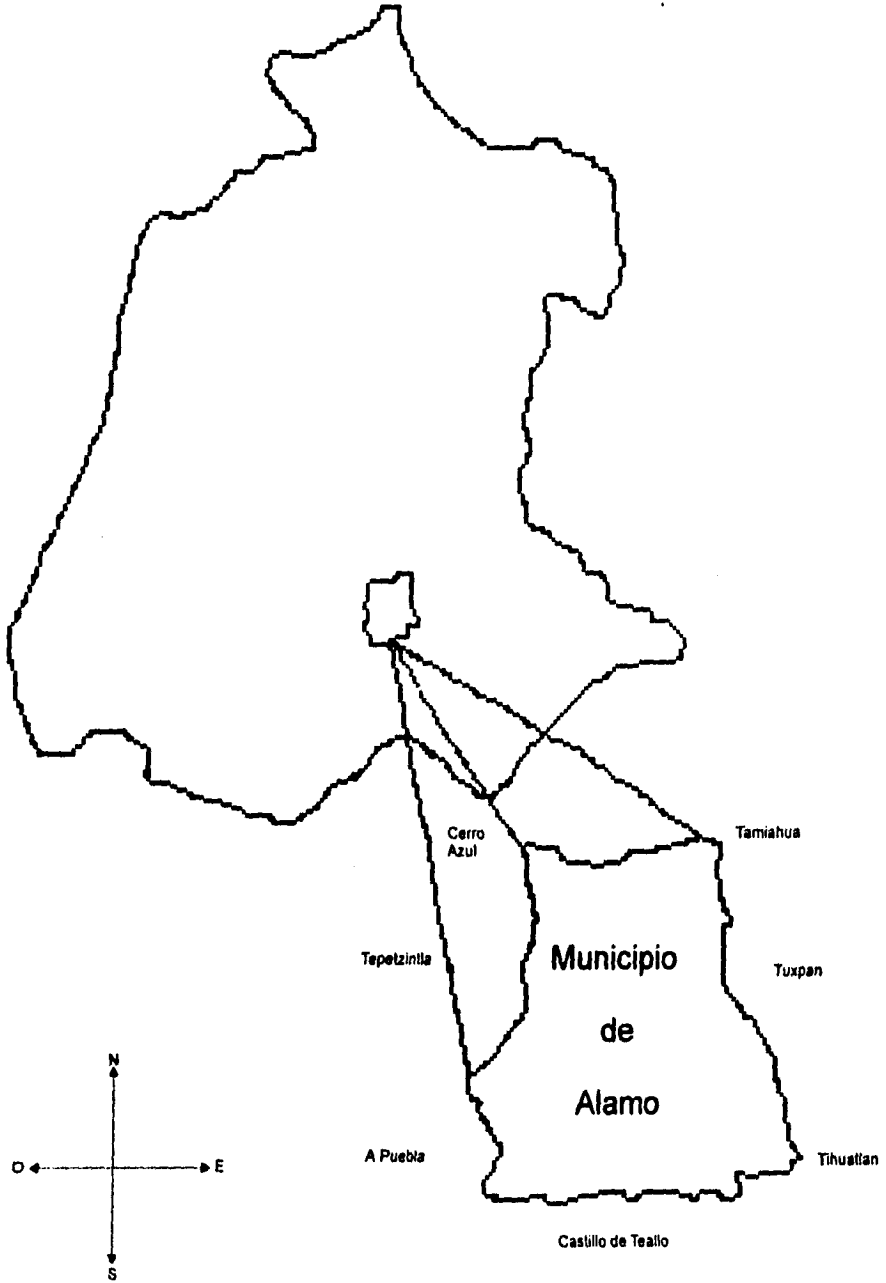 Cerro
Azul
Tamiahua
Tepetzintla
Municipio
de
Alamo
Tuxpan
N
O
E
S
A Puebla
Tihuatlan
Castillo de Teallo